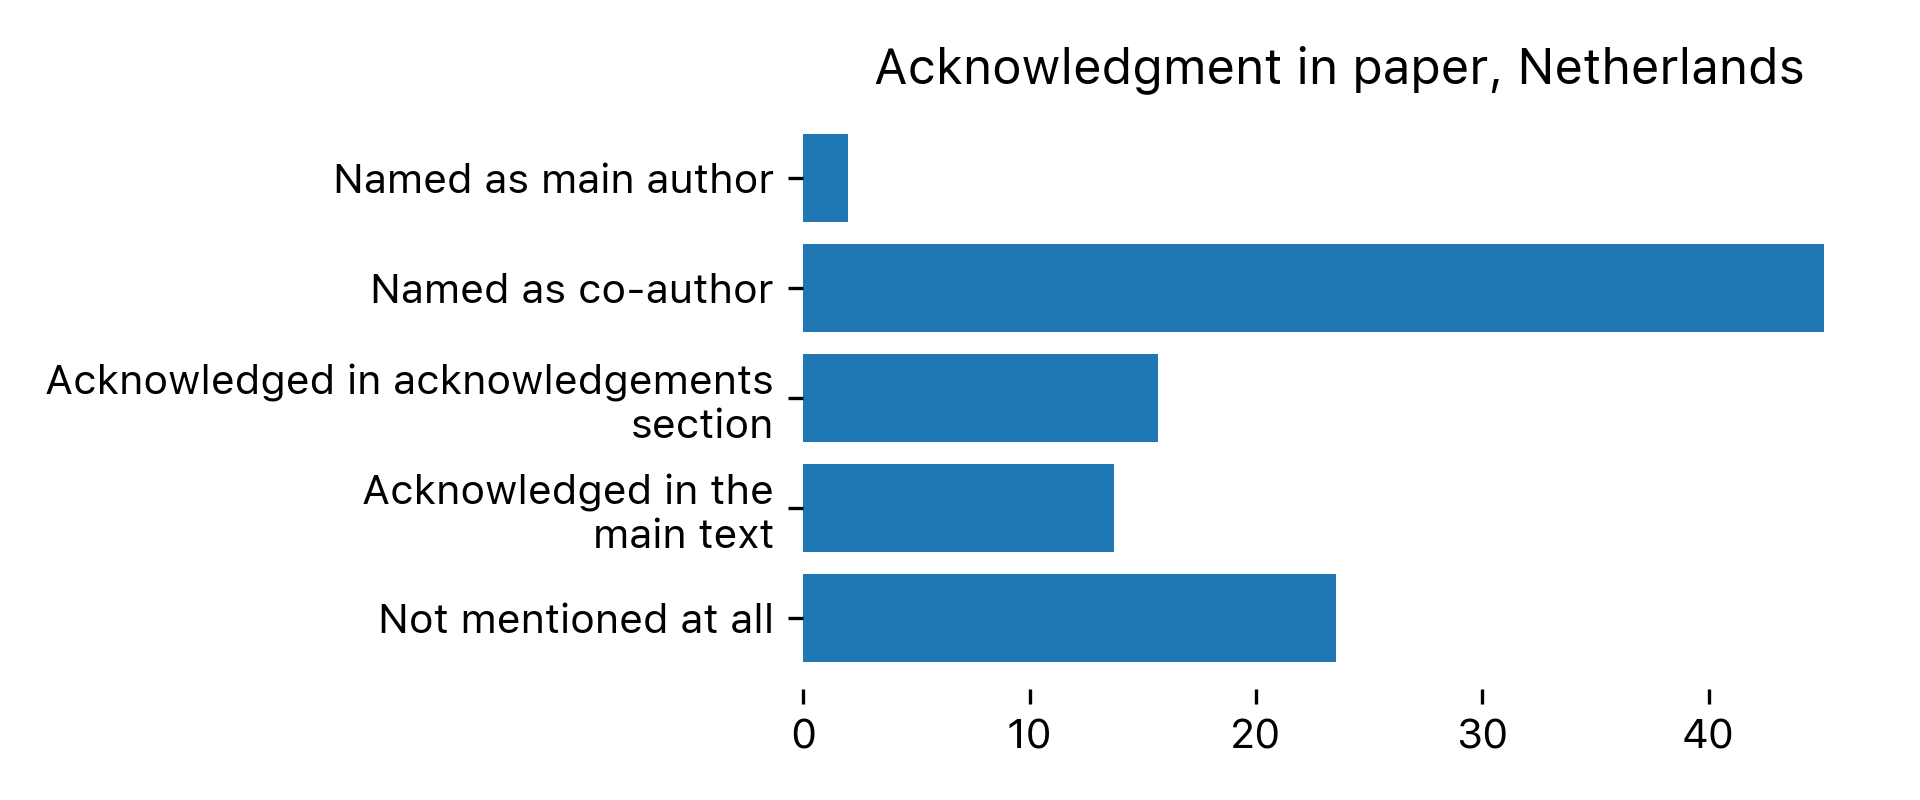 Acknowledgment in paper, Netherlands
Named as main author
Named as co-author
Acknowledged in acknowledgements
section
Acknowledged in the
main text
Not mentioned at all
0 10 20 30 40